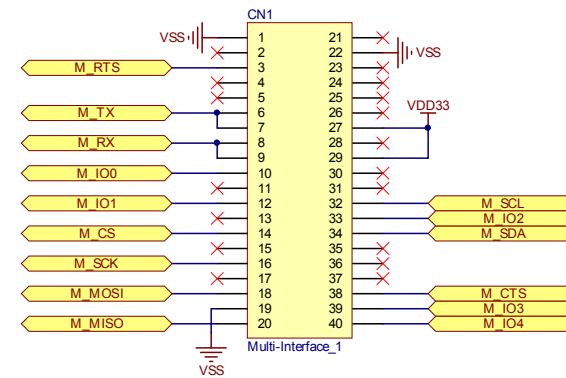 CN1
VSS 1 21
2 22 VSS
M_RTS 3 23
4 24
5 25
M_TX 6 26
7 27 VDD33
M_RX 8 28
9 29
M_IO0 10 30
11 31
M_IO1 12 32 M_SCL
13 33 M_IO2
M_CS 14 34 M_SDA
15 35
M_SCK 16 36
17 37
M_MOSI 18 38 M_CTS
19 39 M_IO3
M_MISO 20 40 M_IO4
Multi-Interface_1
VSS